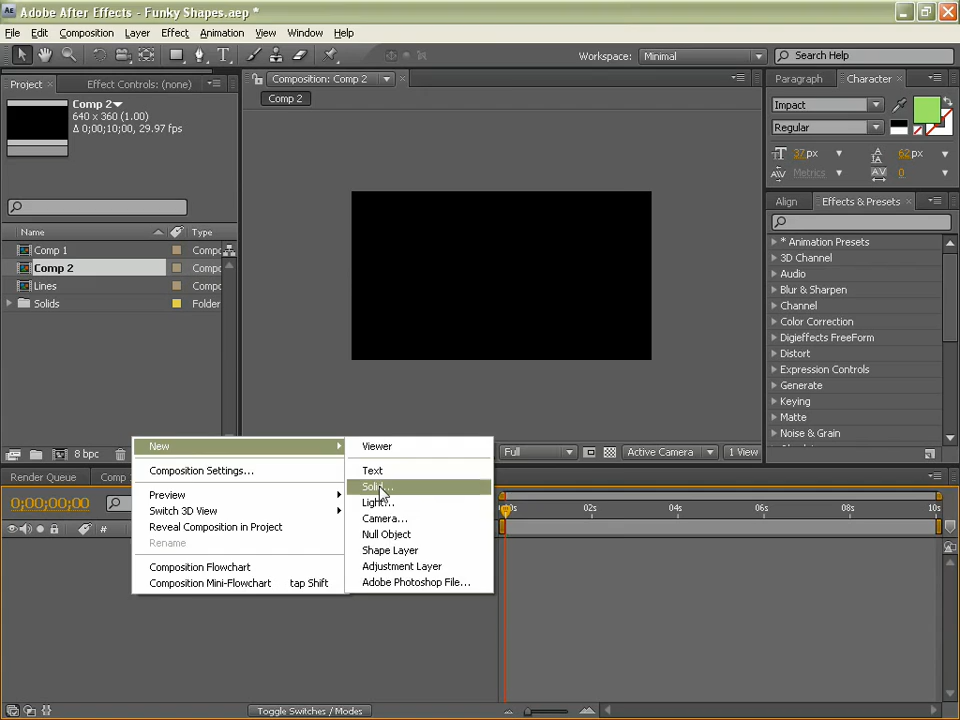 Adobe After Effects - Funky Shapes.aep *
File Edit Composition Layer Effect Animation View Window Help
Workspace: Minimal
Search Help
Project
Effect Controls: (none)
Composition: Comp 2
Paragraph
Character
Comp 2
640 x 360 (1.00)
Δ 0;00;10;00, 29.97 fps
Comp 2
Impact
Regular
37 px
62 px
Metrics
0
Align
Effects & Presets
Name
Type
Comp 1
Compo
Comp 2
Compo
Lines
Compo
Solids
Folder
* Animation Presets
3D Channel
Audio
Blur & Sharpen
Channel
Color Correction
Digieffects FreeForm
Distort
Expression Controls
Generate
Keying
Matte
Noise & Grain
8 bpc
Full
Active Camera
1 View
New
Composition Settings...
Preview
Switch 3D View
Reveal Composition in Project
Rename
Composition Flowchart
Composition Mini-Flowchart tap Shift
Viewer
Text
Solid...
Light...
Camera...
Null Object
Shape Layer
Adjustment Layer
Adobe Photoshop File...
Render Queue
Comp
0;00;00;00
#
02s
04s
06s
08s
10s
Toggle Switches / Modes